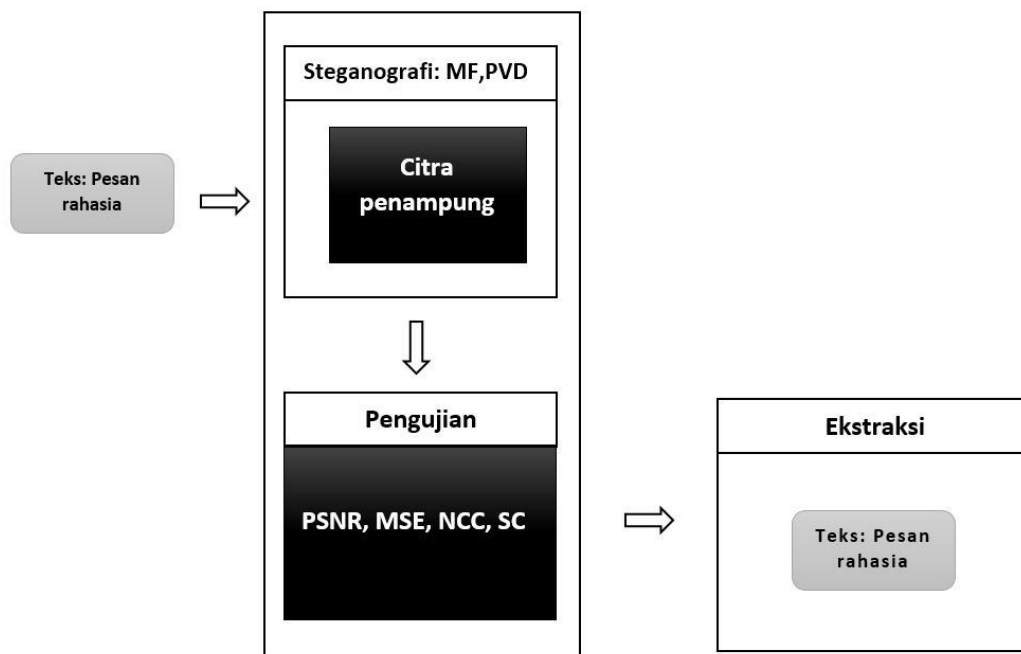 Steganografi: MF,PVD
Citra
penampung
Teks: Pesan
rahasia
Pengujian
PSNR, MSE, NCC, SC
Ekstraksi
Teks: Pesan
rahasia